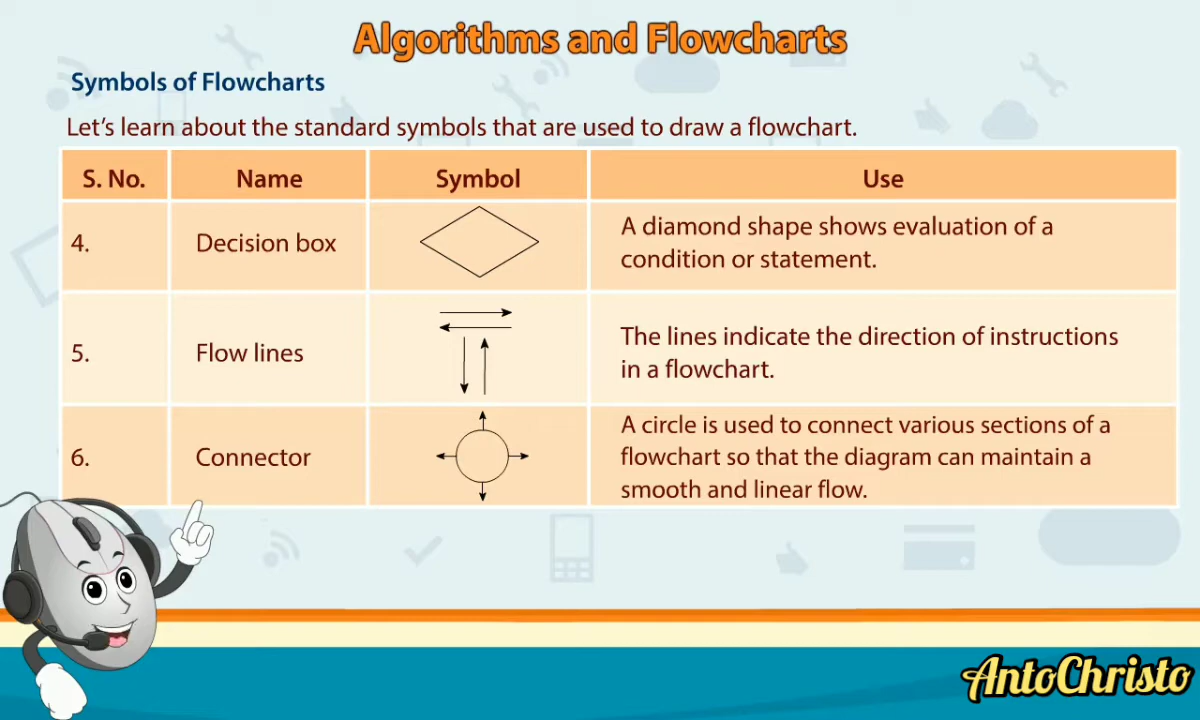 Algorithms and Flowcharts
Symbols of Flowcharts
Let’s learn about the standard symbols that are used to draw a flowchart.
S. No. Name Symbol Use
4. Decision box A diamond shape shows evaluation of a
condition or statement.
5. Flow lines The lines indicate the direction of instructions
in a flowchart.
6. Connector A circle is used to connect various sections of a
flowchart so that the diagram can maintain a
smooth and linear flow.
AntoChristo